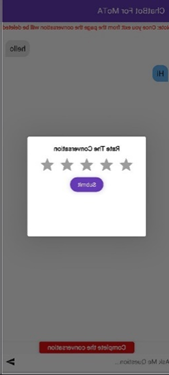 ChatBot For MoTA
Once you exit from the page the conversation will be deleted
hello
Hi
Rate The Conversation
Submit
Complete the conversation
Ask Me Question...